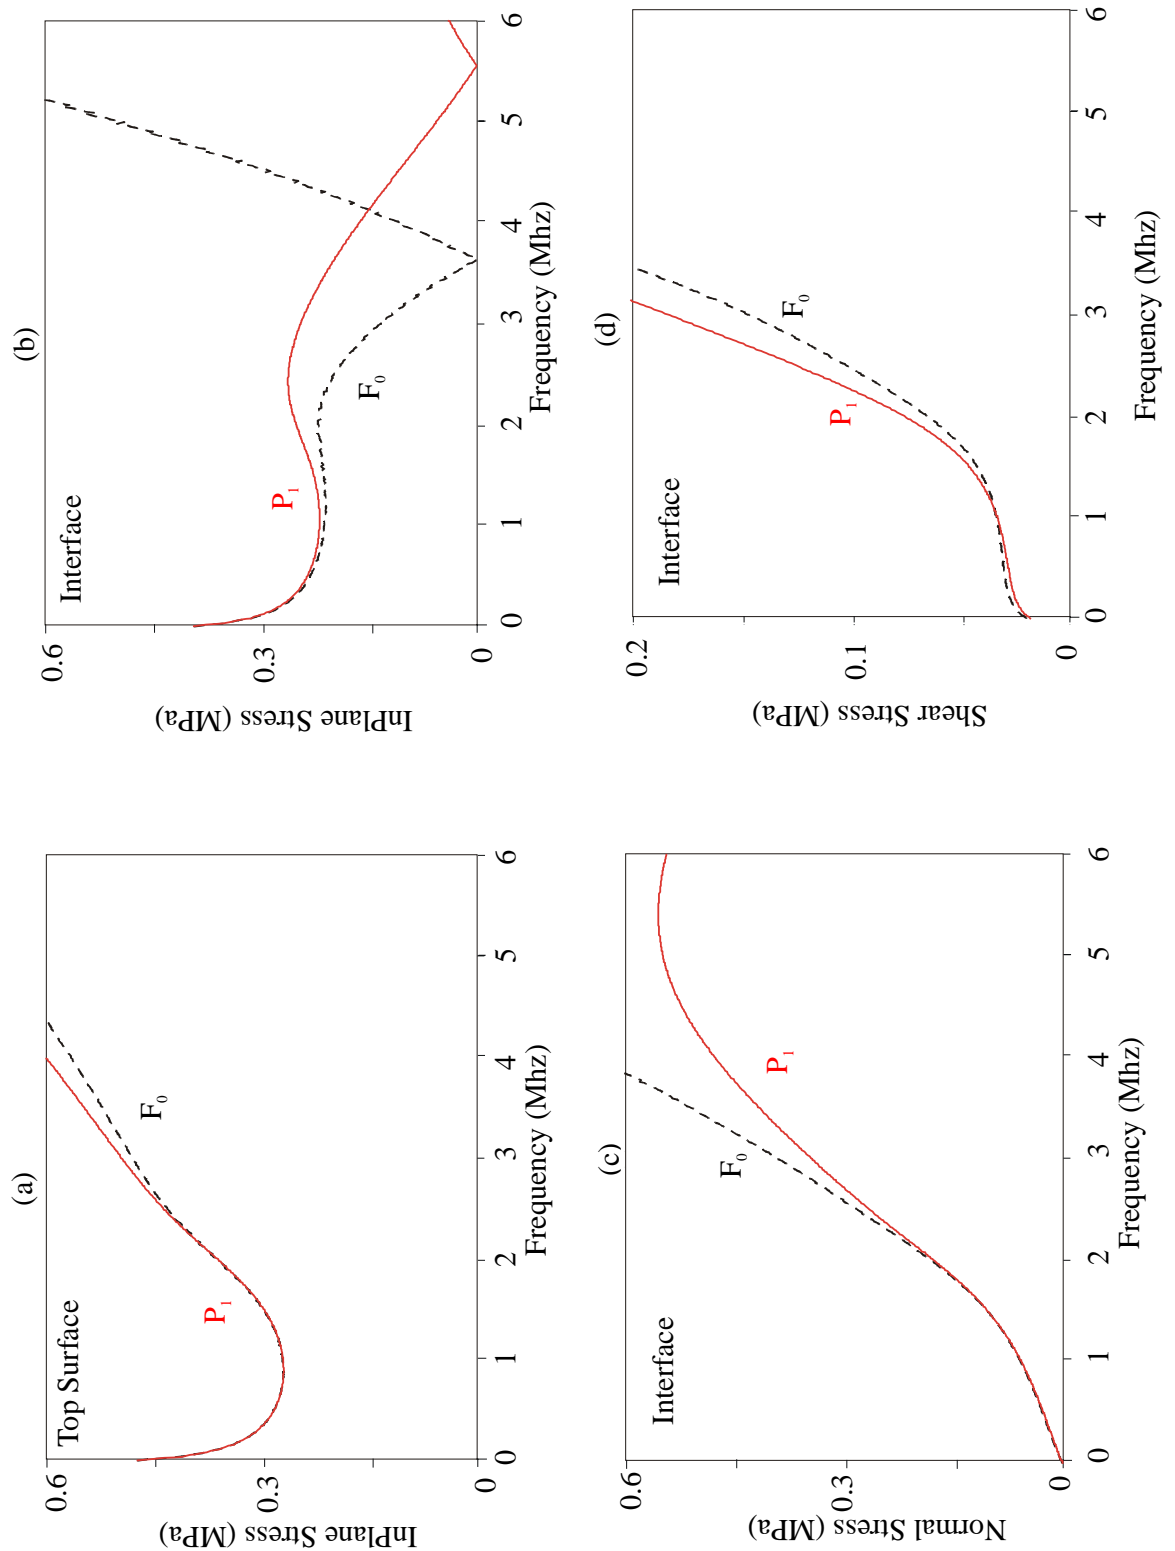 (a)
Top Surface
0.6
0.3
0
InPlane Stress (MPa)
P1
F0
0 1 2 3 4 5 6
Frequency (Mhz)
(b)
Interface
0.6
0.3
0
InPlane Stress (MPa)
P1
F0
0 1 2 3 4 5 6
Frequency (Mhz)
(c)
Interface
0.6
0.3
0
Normal Stress (MPa)
F0
P1
0 1 2 3 4 5 6
Frequency (Mhz)
(d)
Interface
0.2
0.1
0
Shear Stress (MPa)
P1
F0
0 1 2 3 4 5 6
Frequency (Mhz)